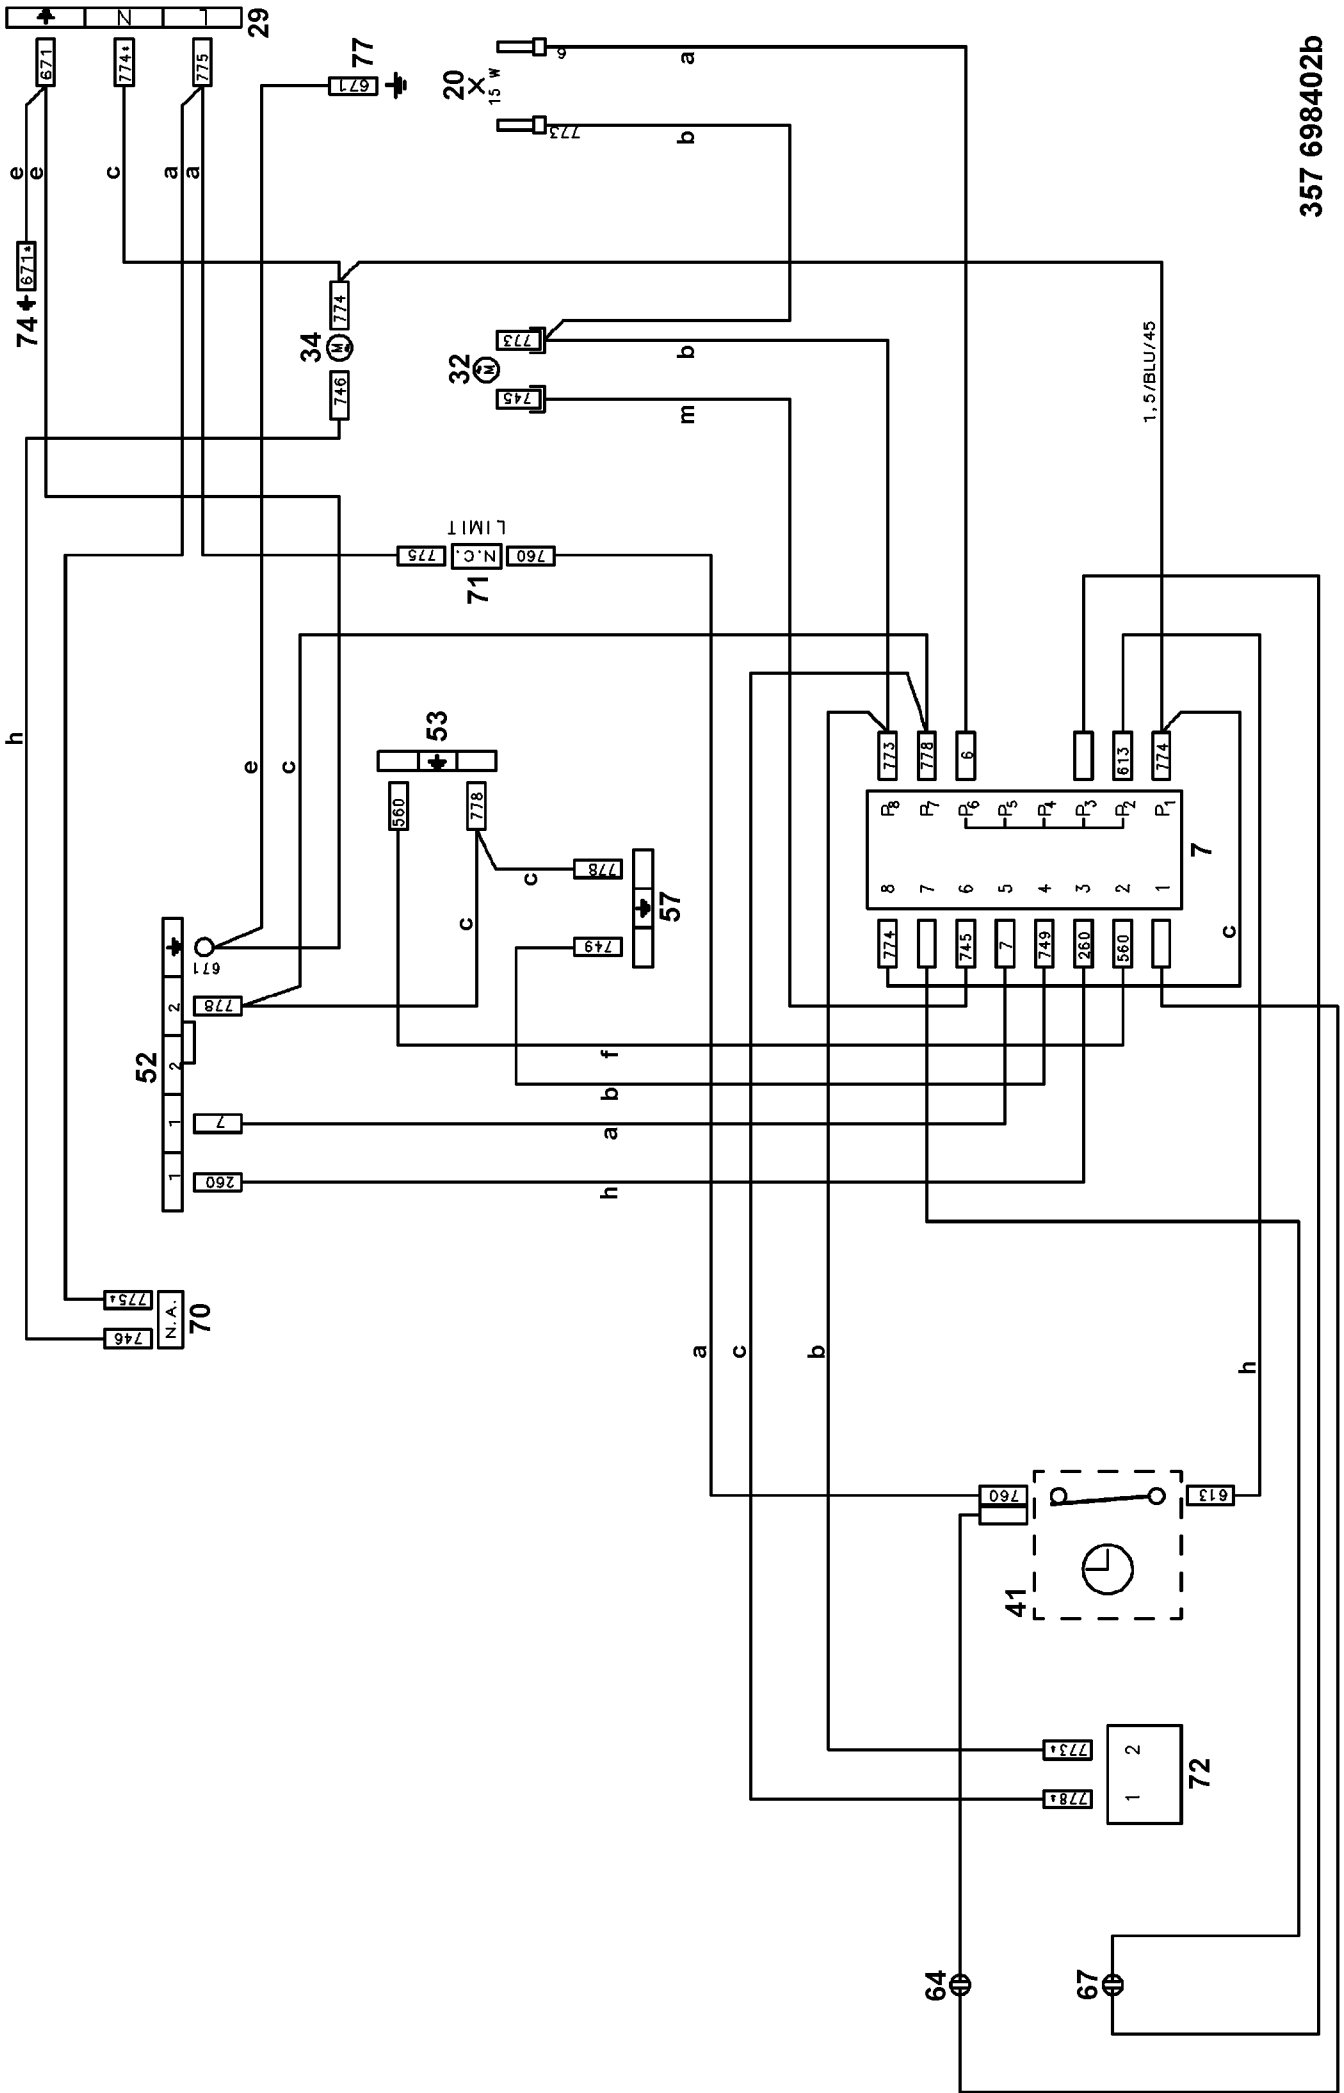 29
L
N
775
774*
671
77
671
20
15 W
6
773
a
b
e
e
c
a
a
74
671*
34
774
M
746
32
M
773
745
b
m
1,5/BLU/45
357 698402b
LIMIT
775
N.C.
760
71
h
e
c
53
560
778
c
c
778
749
57
671
778
52
2
2
1
1
7
260
f
b
a
h
773
778
6
613
774
P8
P7
P6
P5
P4
P3
P2
P1
8
7
6
5
4
3
2
1
7
774
745
7
749
260
560
c
775*
746
N.A.
70
a
c
b
h
760
613
41
773*
778*
2
1
72
64
67